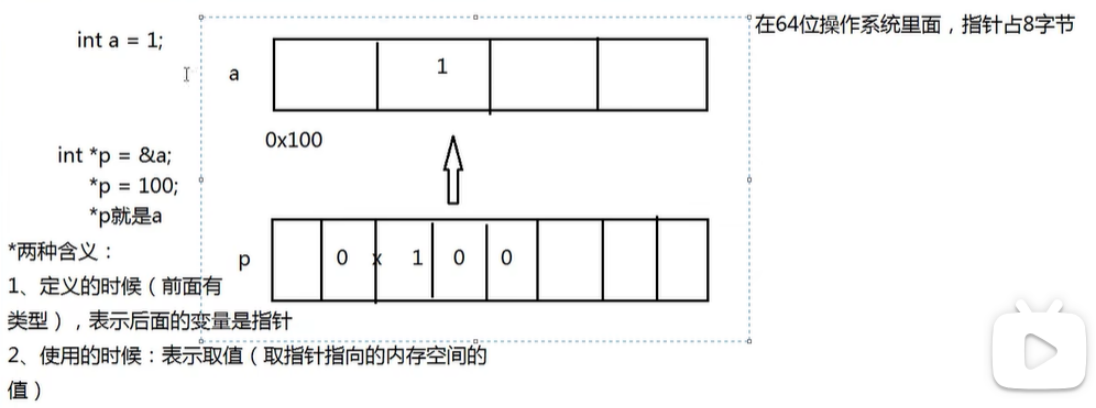 int a = 1;
在64位操作系统里面，指针占8字节
a
1
0x100
int *p = &a;
*p = 100;
*p就是a
*两种含义：
p
0 x 1 0 0
1、定义的时候（前面有
类型），表示后面的变量是指针
2、使用的时候：表示取值（取指针指向的内存空间的
值）